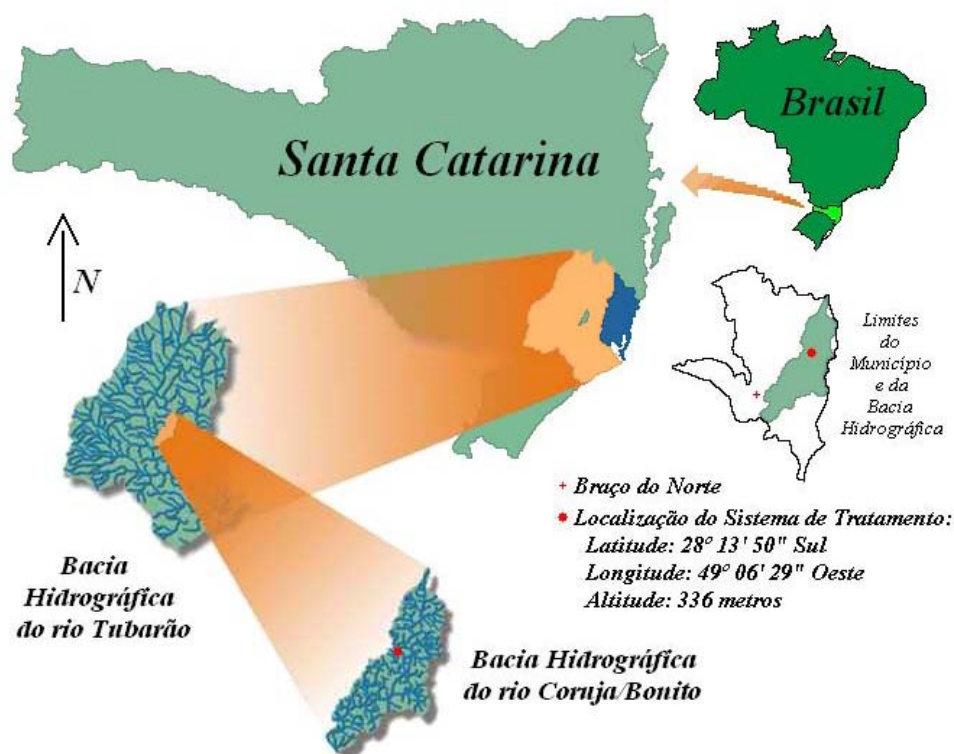 Santa Catarina
Brasil
N
Limites
do
Município
e da
Bacia
Hidrográfica
+ Braço do Norte
Localização do Sistema de Tratamento:
Latitude: 28° 13' 50" Sul
Longitude: 49° 06' 29" Oeste
Altitude: 336 metros
Bacia
Hidrográfica
do rio Tubarão
Bacia Hidrográfica
do rio Coruja/Bonito